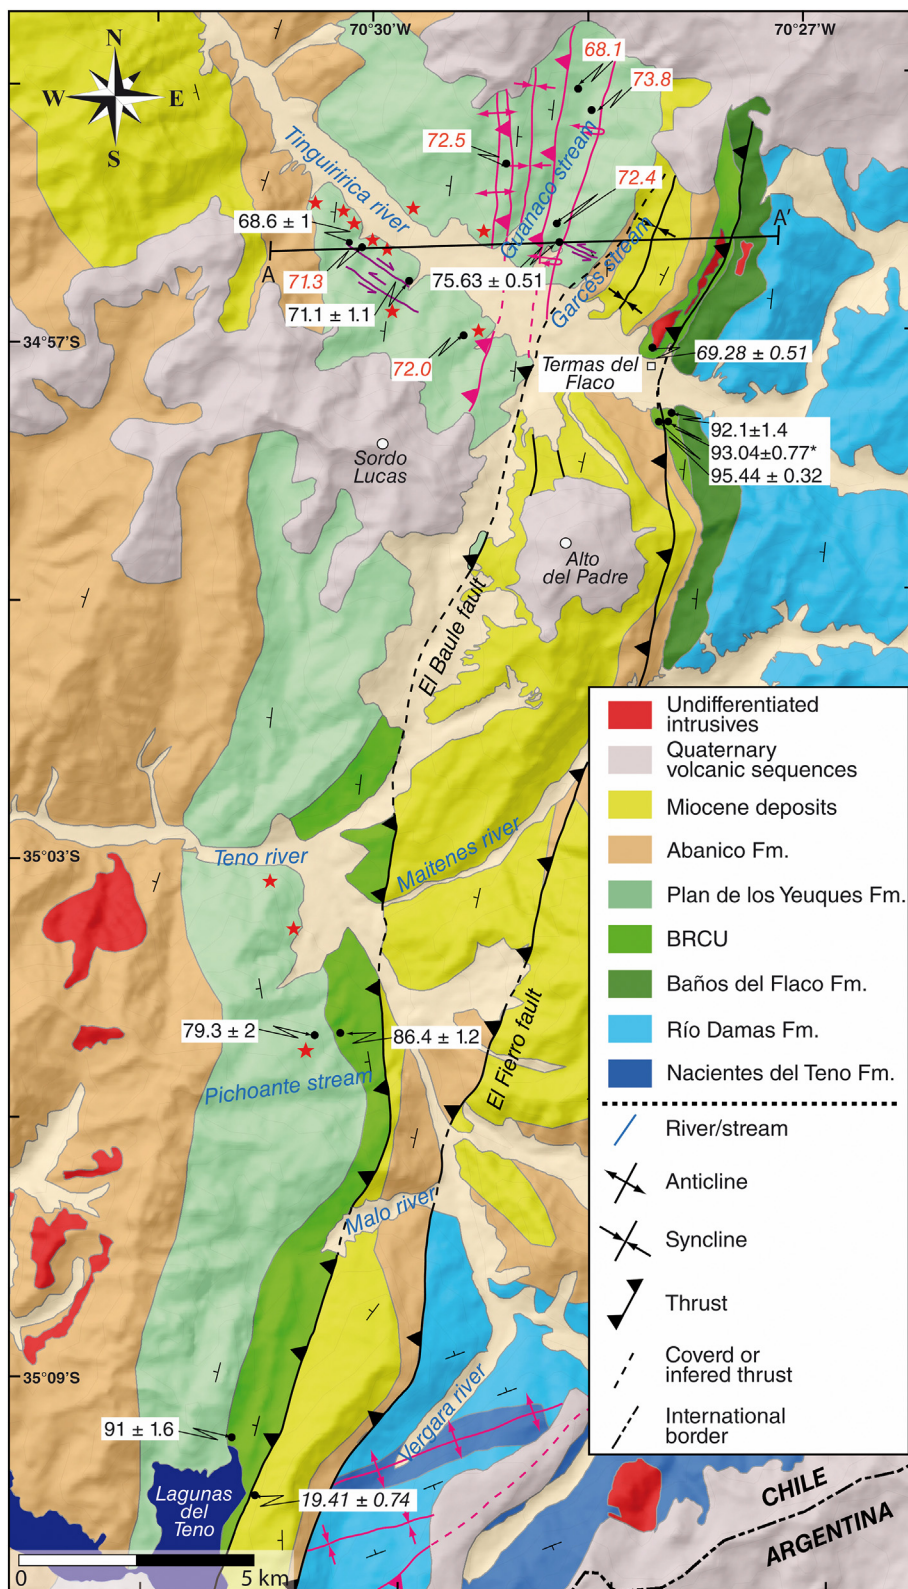 70°30'W
70°27'W
N
W
E
S
68.1
73.8
72.5
Tinguiririca river
Guanaco stream
72.4
68.6 ± 1
Garcés stream
A'
A
71.3
75.63 ± 0.51
71.1 ± 1.1
34°57'S
72.0
Termas del
Flaco
69.28 ± 0.51
92.1±1.4
93.04±0.77*
95.44 ± 0.32
Sordo
Lucas
Alto
del Padre
El Baule fault
Undifferentiated
intrusives
Quaternary
volcanic sequences
Miocene deposits
Abanico Fm.
Plan de los Yeuques Fm.
BRCU
Baños del Flaco Fm.
Río Damas Fm.
Nacientes del Teno Fm.
River/stream
Anticline
Syncline
Thrust
Coverd or
infered thrust
International
border
35°03'S
Teno river
Maitenes river
El Fierro fault
79.3 ± 2
86.4 ± 1.2
Pichoante stream
Malo river
35°09'S
Vergara river
91 ± 1.6
Lagunas
del
Teno
19.41 ± 0.74
CHILE
ARGENTINA
0
5 km